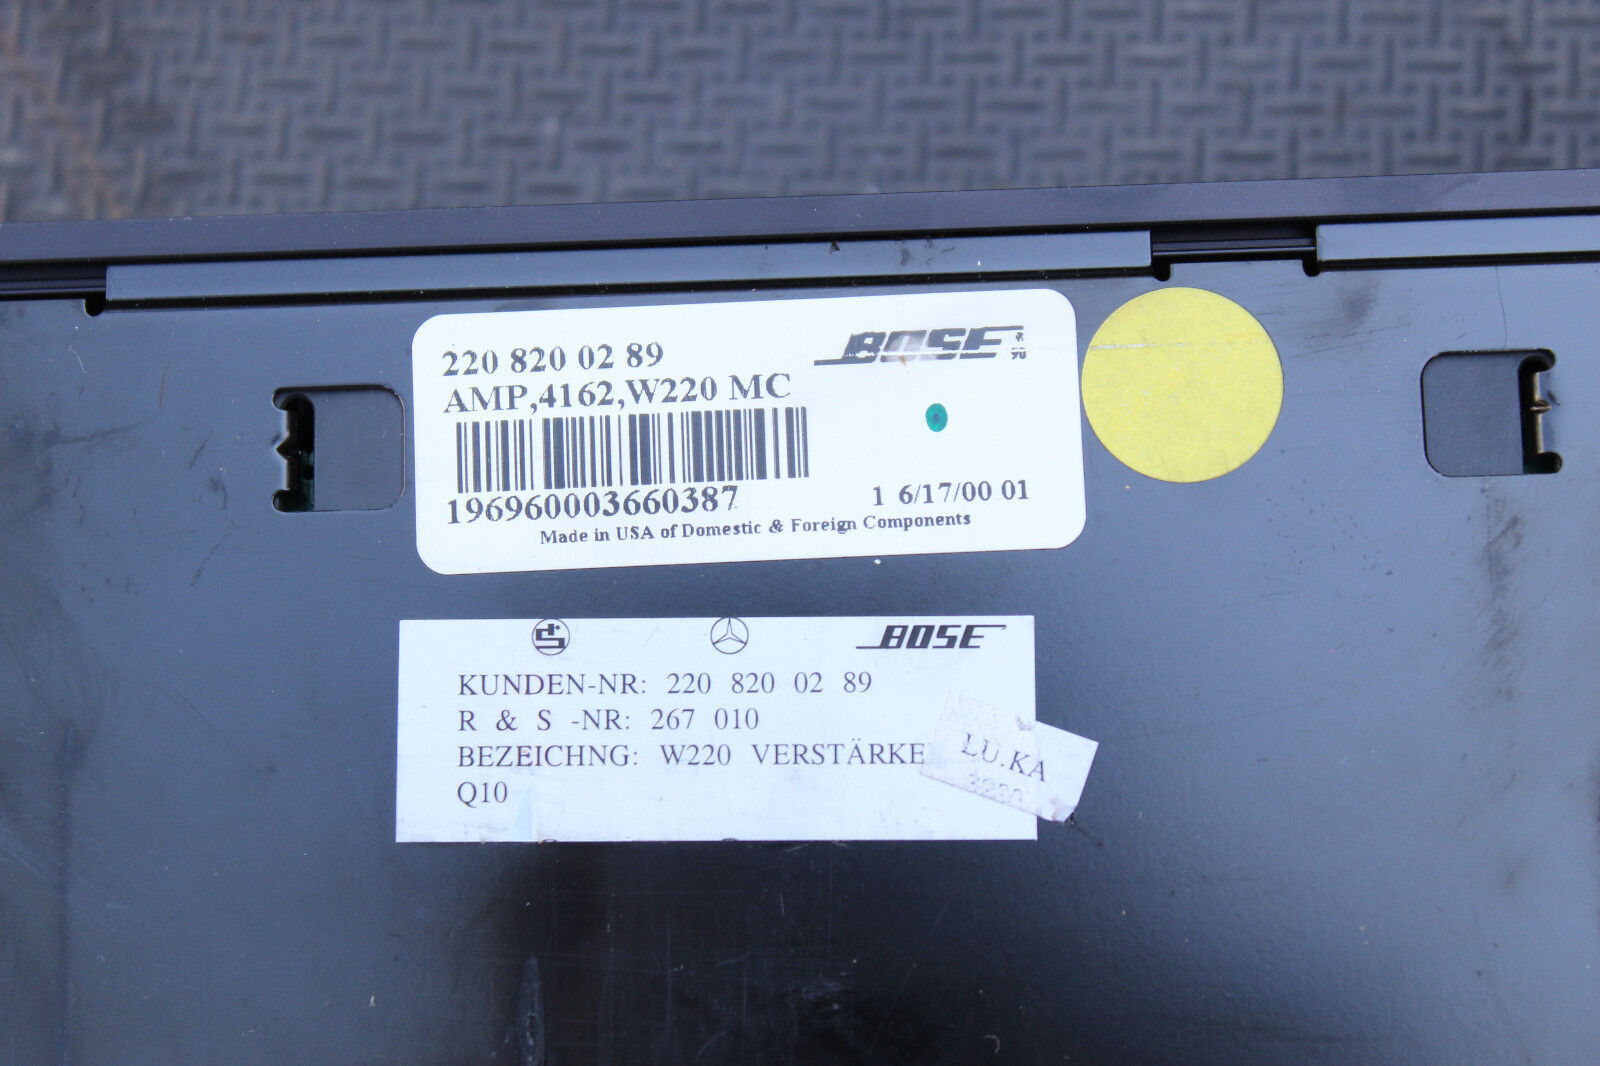 220 820 02 89
BOSE
AMP,4162,W220 MC
196960003660387
1 6/17/00 01
Made in USA of Domestic & Foreign Components
BOSE
KUNDEN-NR: 220 820 02 89
R & S -NR: 267 010
BEZEICHNG: W220 VERSTÄRKE
Q10
LU.KA